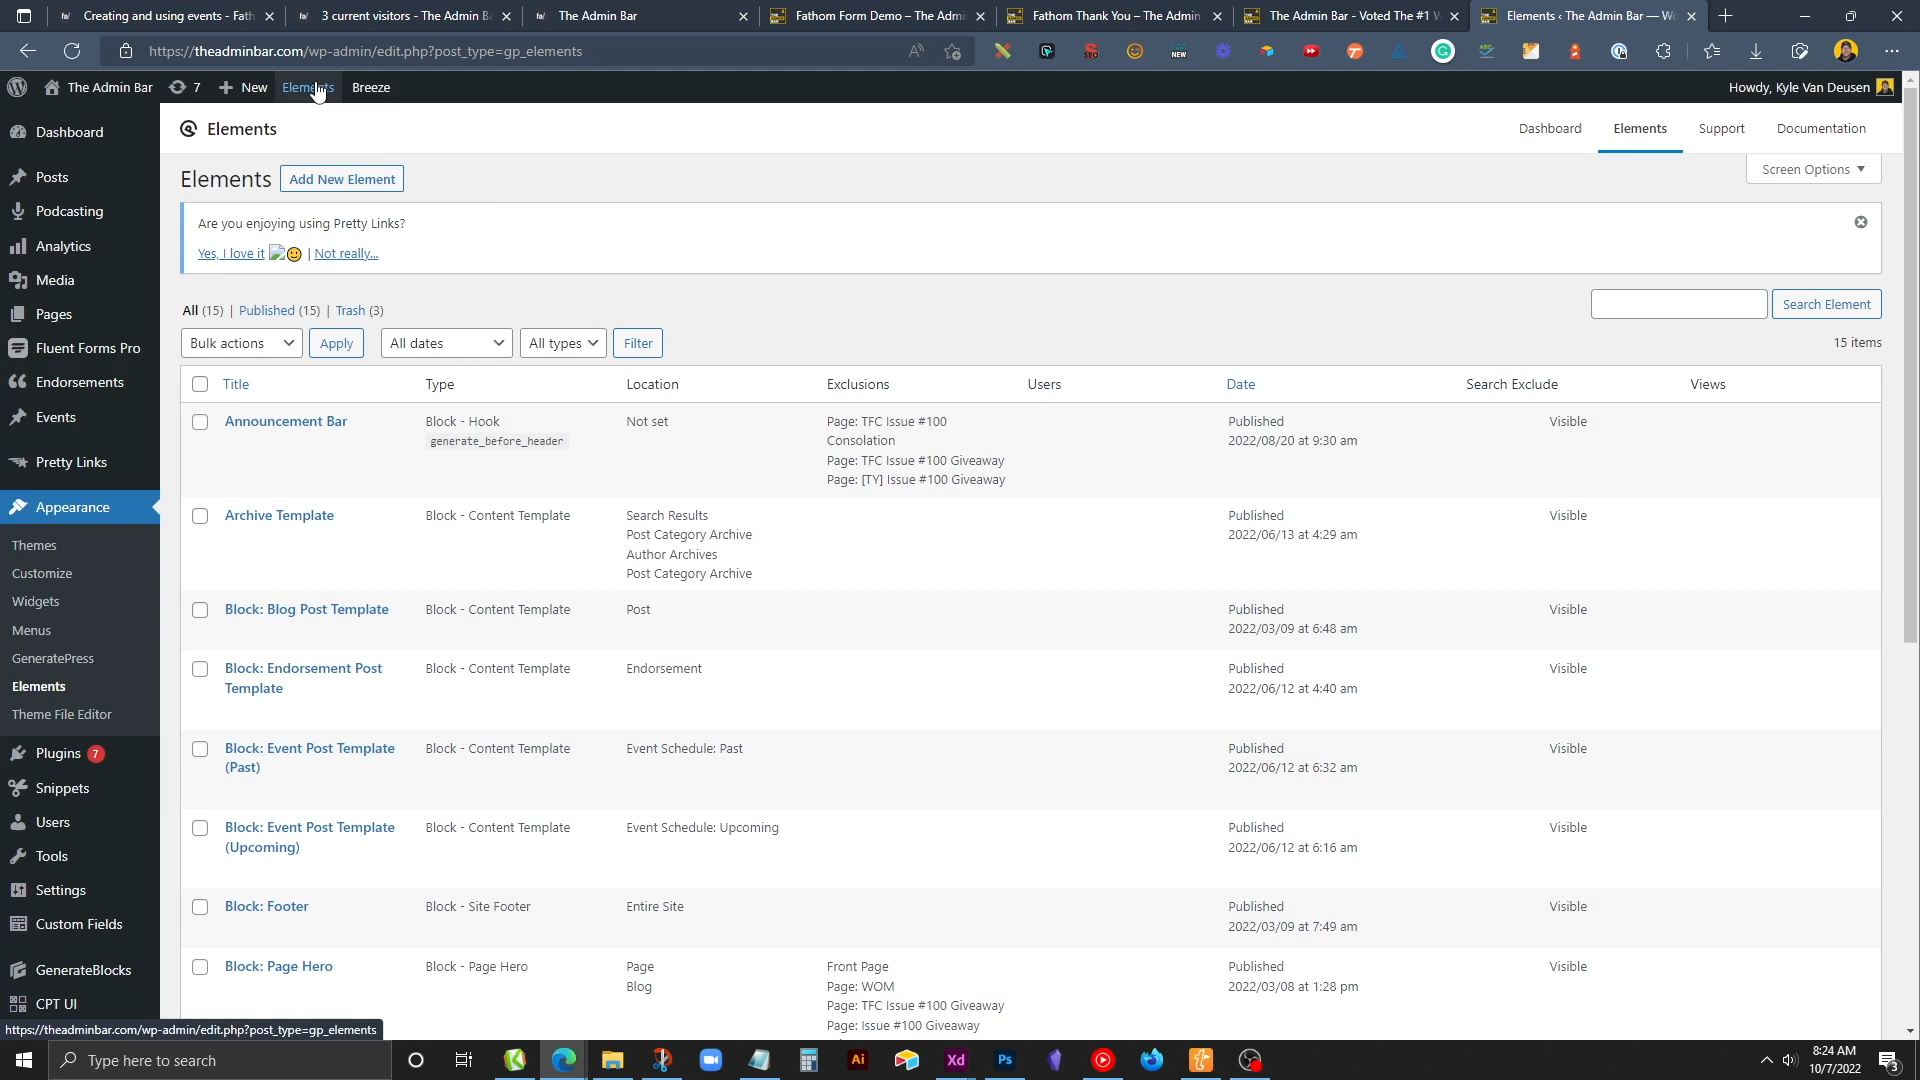 Creating and using events - Fath
3 current visitors - The Admin B
The Admin Bar
Fathom Form Demo – The Admi
Fathom Thank You – The Admin
The Admin Bar - Voted The #1 W
Elements ‹ The Admin Bar — Wo
https://theadminbar.com/wp-admin/edit.php?post_type=gp_elements
The Admin Bar
7
New
Elements
Breeze
Howdy, Kyle Van Deusen
Dashboard
Posts
Podcasting
Analytics
Media
Pages
Fluent Forms Pro
Endorsements
Events
Pretty Links
Appearance
Themes
Customize
Widgets
Menus
GeneratePress
Elements
Theme File Editor
Plugins 7
Snippets
Users
Tools
Settings
Custom Fields
GenerateBlocks
CPT UI
Elements
Dashboard
Elements
Support
Documentation
Elements
Add New Element
Screen Options
Are you enjoying using Pretty Links?
Yes, I love it | Not really...
All (15) | Published (15) | Trash (3)
Search Element
Bulk actions
Apply
All dates
All types
Filter
15 items
Title Type Location Exclusions Users Date Search Exclude Views
Announcement Bar Block - Hook Not set Page: TFC Issue #100 Published Visible
generate_before_header Consolation 2022/08/20 at 9:30 am
Page: TFC Issue #100 Giveaway
Page: [TY] Issue #100 Giveaway
Archive Template Block - Content Template Search Results Published Visible
Post Category Archive 2022/06/13 at 4:29 am
Author Archives
Post Category Archive
Block: Blog Post Template Block - Content Template Post Published Visible
2022/03/09 at 6:48 am
Block: Endorsement Post Block - Content Template Endorsement Published Visible
Template 2022/06/12 at 4:40 am
Block: Event Post Template Block - Content Template Event Schedule: Past Published Visible
(Past) 2022/06/12 at 6:32 am
Block: Event Post Template Block - Content Template Event Schedule: Upcoming Published Visible
(Upcoming) 2022/06/12 at 6:16 am
Block: Footer Block - Site Footer Entire Site Published Visible
2022/03/09 at 7:49 am
Block: Page Hero Block - Page Hero Page Front Page Published Visible
Blog Page: WOM 2022/03/08 at 1:28 pm
Page: TFC Issue #100 Giveaway
Page: Issue #100 Giveaway
https://theadminbar.com/wp-admin/edit.php?post_type=gp_elements
Type here to search
Ai
Xd
Ps
8:24 AM
10/7/2022
3